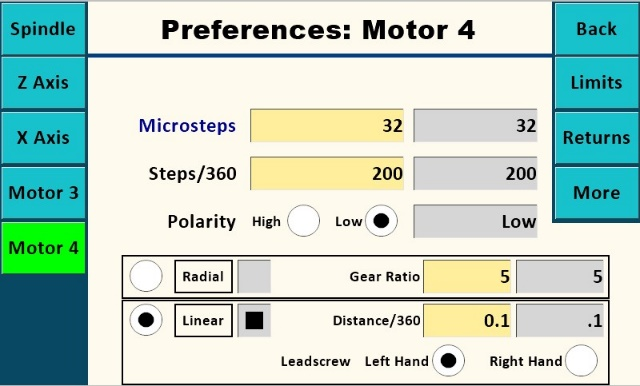 Spindle
Preferences: Motor 4
Back
Z Axis
Limits
X Axis
Microsteps 32 32
Returns
Motor 3
Steps/360 200 200
More
Motor 4
Polarity High Low Low
Radial Gear Ratio 5 5
Linear Distance/360 0.1 .1
Leadscrew Left Hand Right Hand